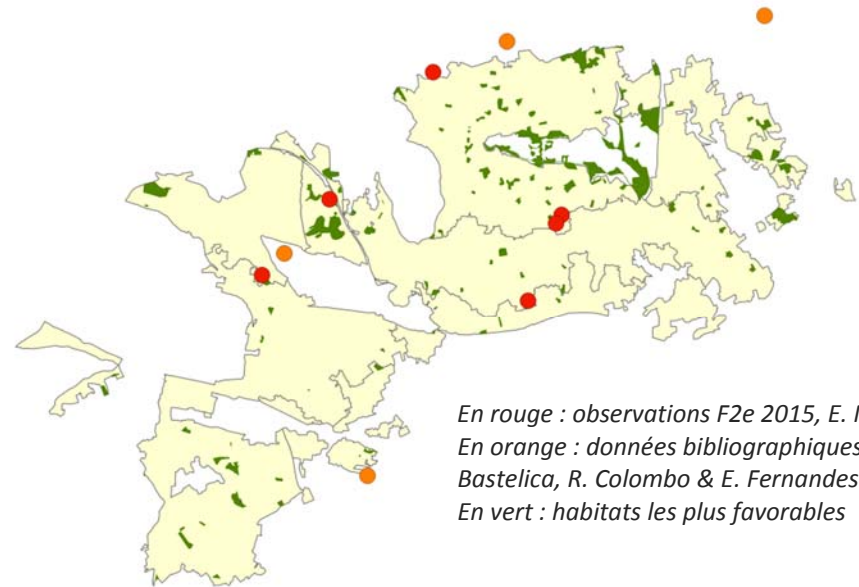 En rouge : observations F2e 2015, E.
En orange : données bibliographiques
Bastelica, R. Colombo & E. Fernandes
En vert : habitats les plus favorables